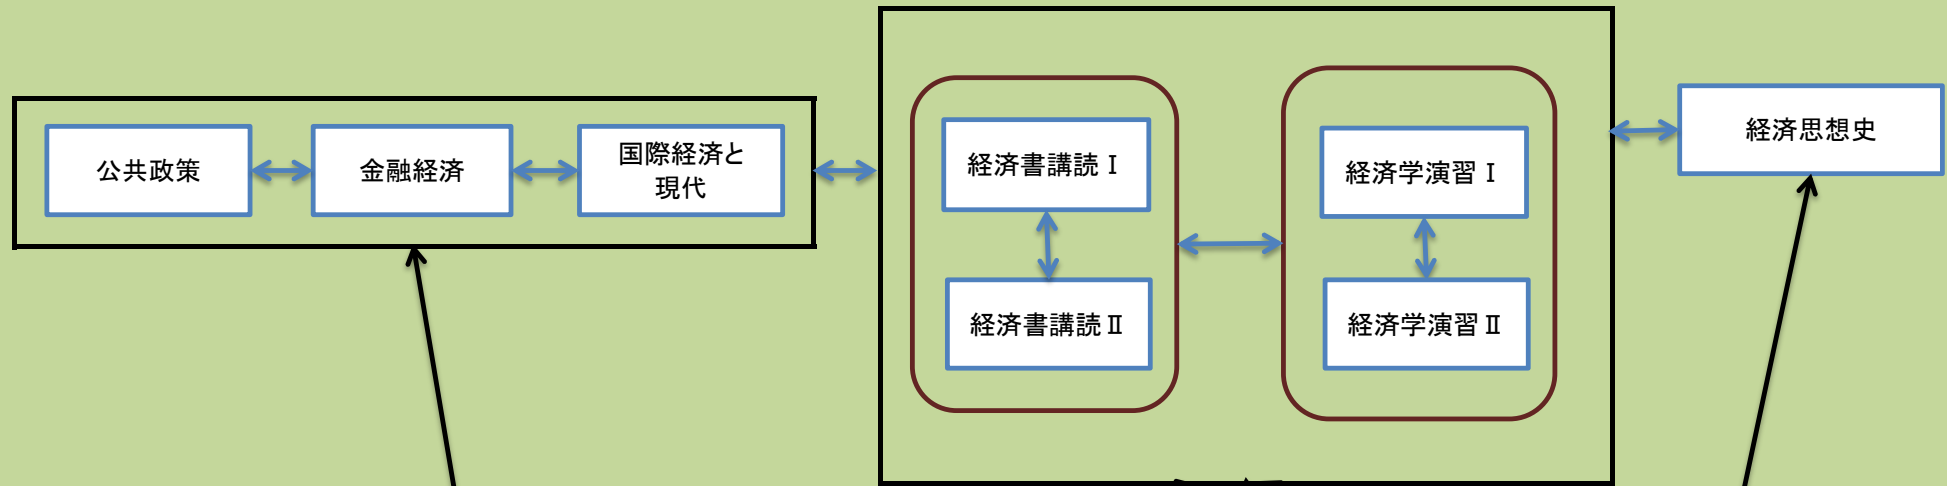 公共政策
金融経済
国際経済と
現代
経済書講読Ⅰ
経済書講読Ⅱ
経済学演習Ⅰ
経済学演習Ⅱ
経済思想史